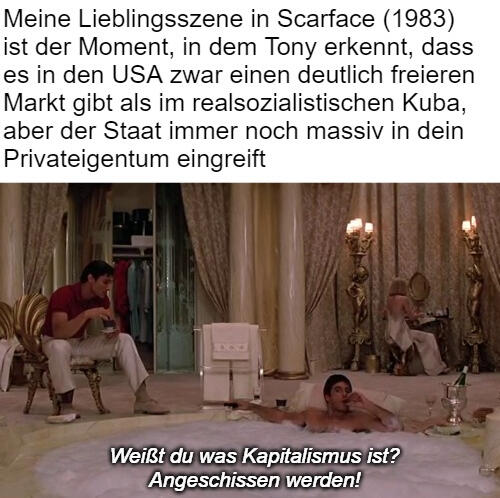 Meine Lieblingsszene in Scarface (1983)
ist der Moment, in dem Tony erkennt, dass
es in den USA zwar einen deutlich freieren
Markt gibt als im realsozialistischen Kuba,
aber der Staat immer noch massiv in dein
Privateigentum eingreift
Weißt du was Kapitalismus ist?
Angeschissen werden!